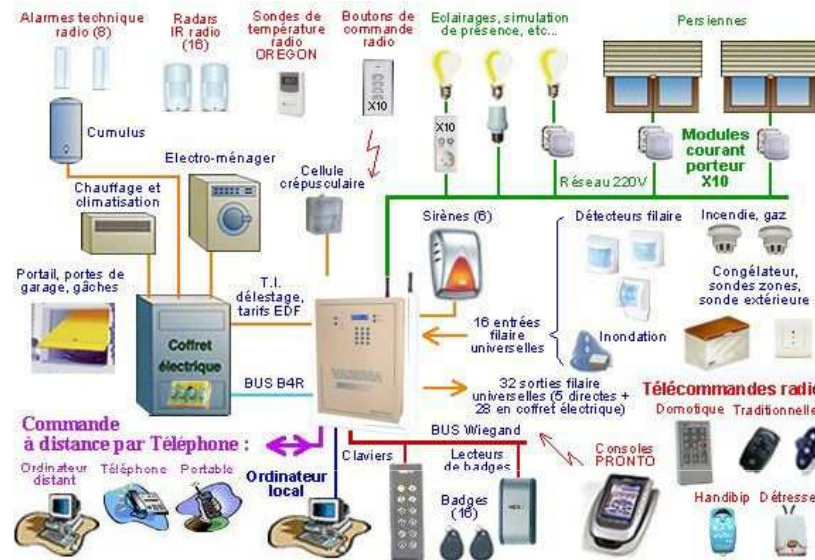 Alarmes technique
radio (8)
Radars
IR radio
(16)
Sondes de
température
radio
OREGON
Boutons de
commande
radio
Eclairages, simulation
de présence, etc...
Persiennes
X10
X10
Cumulus
Electro-ménager
Cellule
crépusculaire
Modules
courant
porteur
X10
Réseau 220V
Chauffage et
climatisation
Sirènes (6)
Détecteurs filaire
Incendie, gaz
Portail, portes de
garage, gâches
T.I.
délestage,
tarifs EDF
Congélateur,
sondes zones,
sonde extérieure
Coffret
électrique
16 entrées
filaire
universelles
Inondation
BUS B4R
32 sorties filaire
universelles (5 directes +
28 en coffret électrique)
Télécommandes radio
Domotique
Traditionnelle
Commande
à distance par Téléphone :
BUS Wiegand
Ordinateur
distant
Téléphone
Portable
Ordinateur
local
Claviers
Lecteurs
de badges
Consoles
PRONTO
Badges
(16)
Handibip
Détresse